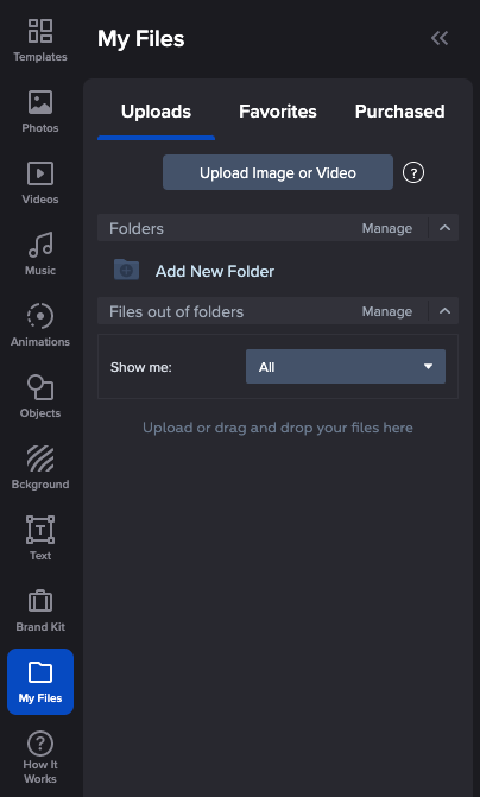 Templates
Photos
Videos
Music
Animations
Objects
Bckground
Text
Brand Kit
My Files
How It
Works
My Files
Uploads Favorites Purchased
Upload Image or Video ?
Folders Manage
Add New Folder
Files out of folders Manage
Show me: All
Upload or drag and drop your files here